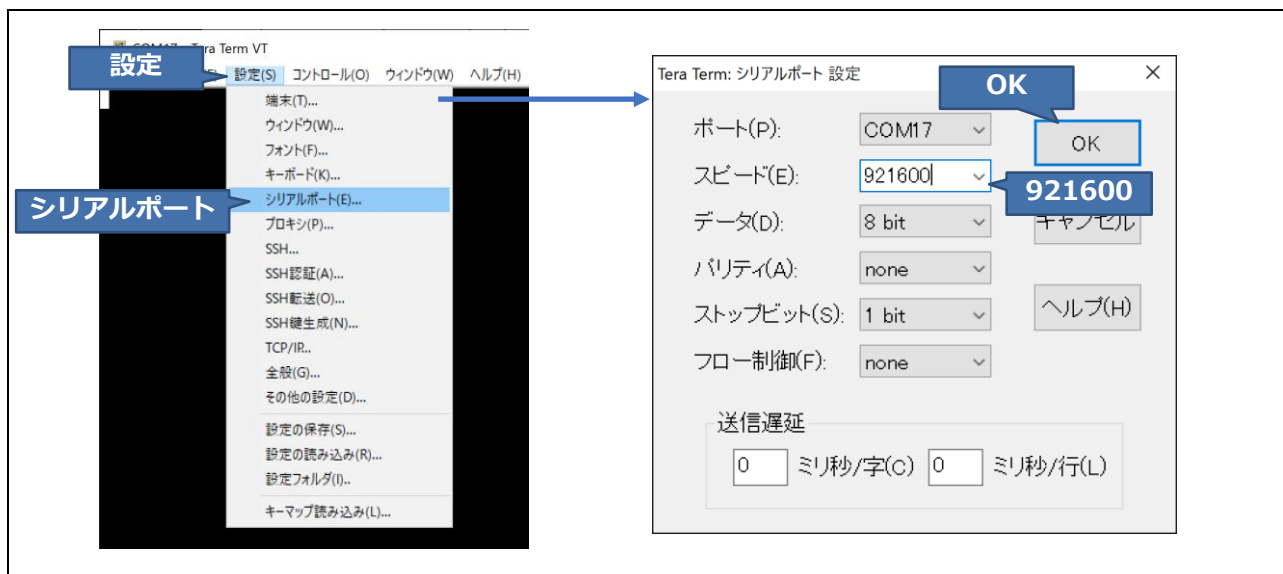 Tera Term VT
設定
設定(S) コントロール(O) ウィンドウ(W) ヘルプ(H)
端末(T)...
ウィンドウ(W)...
フォント(F)...
キーボード(K)...
シリアルポート(E)...
シリアルポート
プロキシ(P)...
SSH...
SSH認証(A)...
SSH転送(O)...
SSH鍵生成(N)...
TCP/IP...
全般(G)...
その他の設定(D)...
設定の保存(S)...
設定の読み込み(R)...
設定フォルダ(I)..
キーマップ読み込み(L)...
Tera Term: シリアルポート 設定
OK
ポート(P): COM17
OK
スピード(E): 921600
921600
データ(D): 8 bit
キャンセル
パリティ(A): none
ストップビット(S): 1 bit
ヘルプ(H)
フロー制御(F): none
送信遅延
0 ミリ秒/字(C) 0 ミリ秒/行(L)